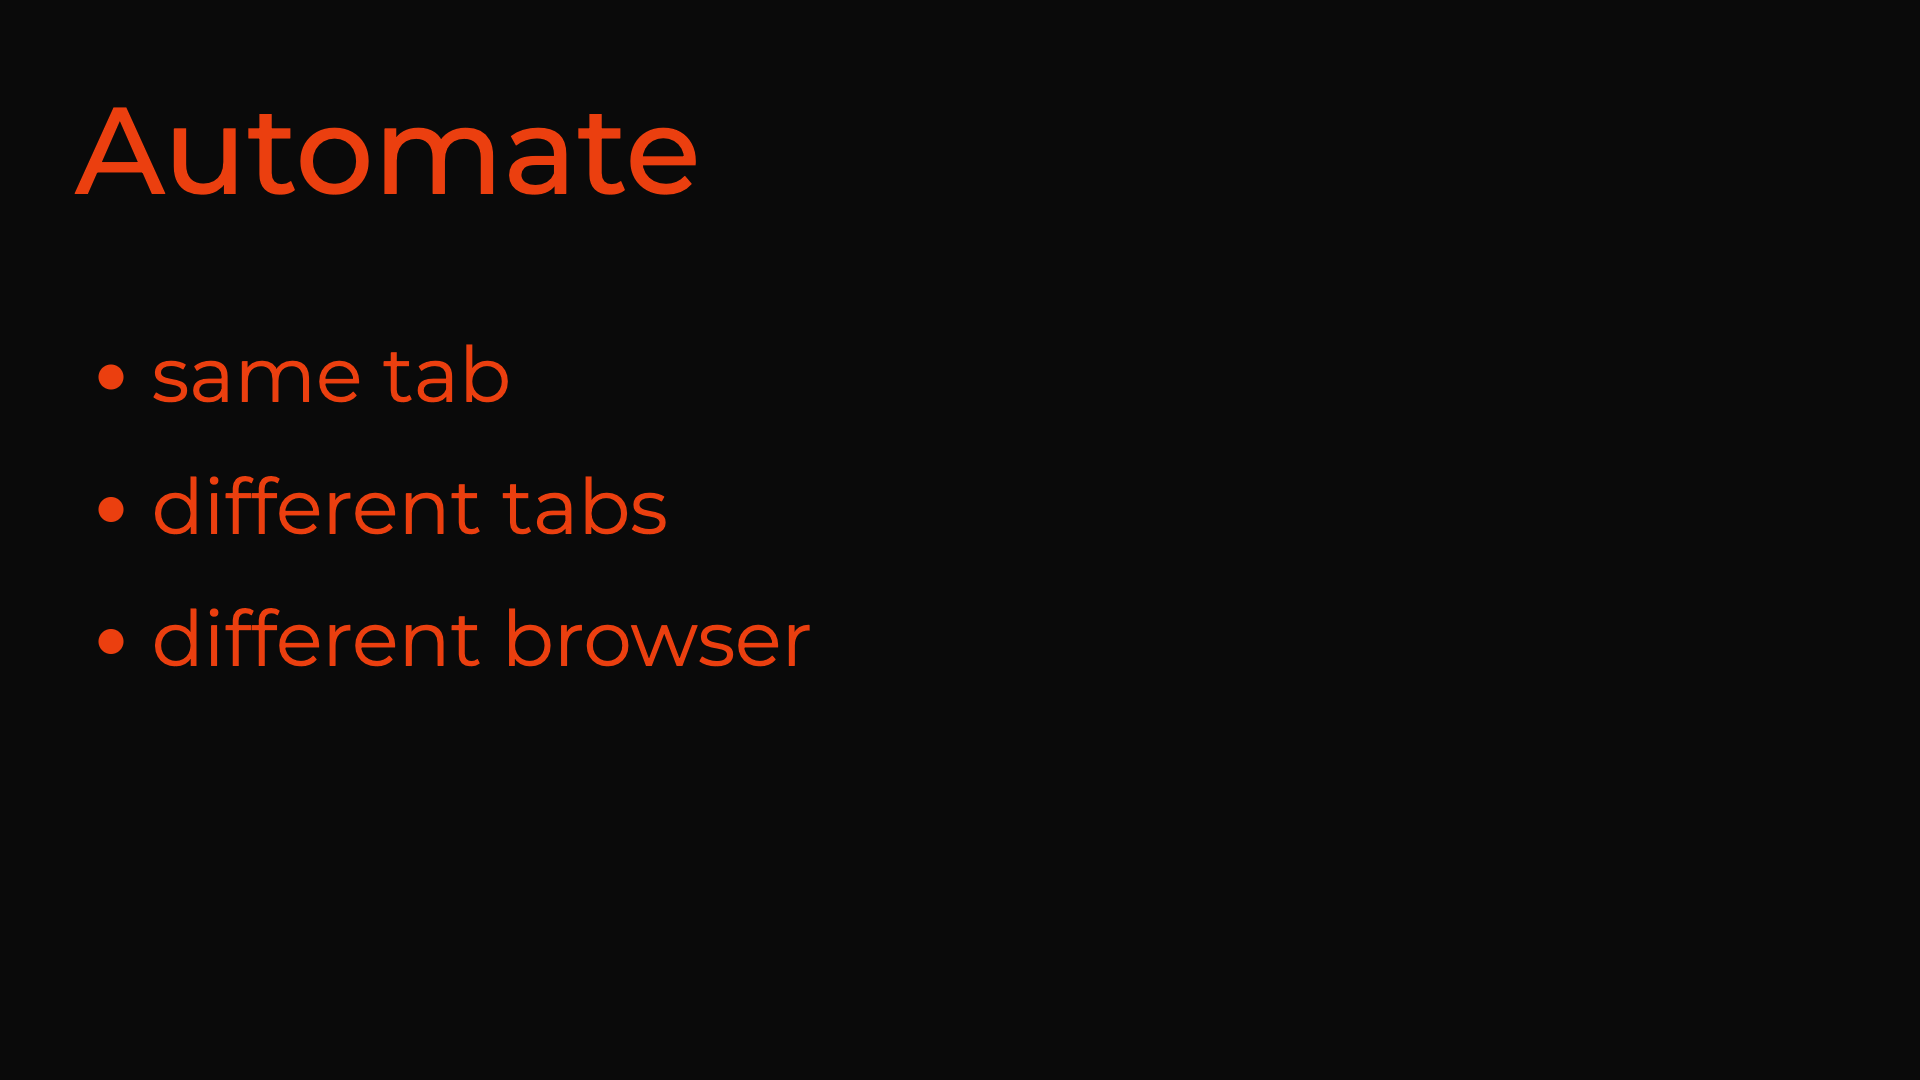 Automate
• same tab
• different tabs
• different browser